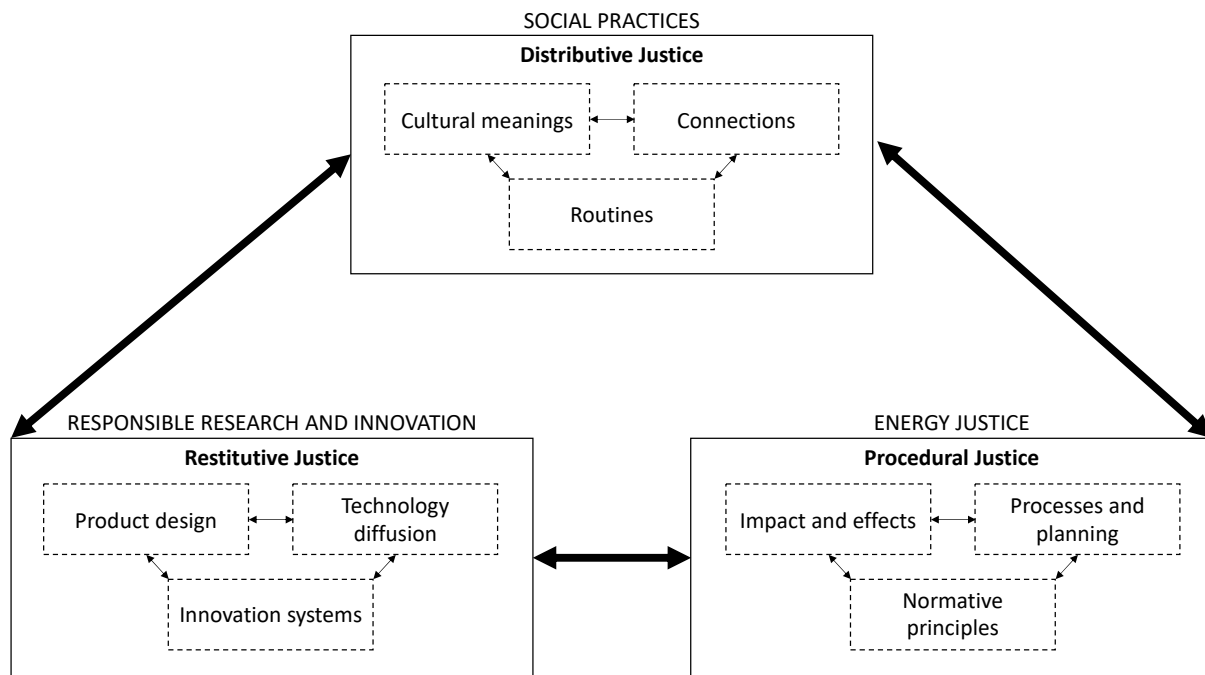 SOCIAL PRACTICES
Distributive Justice
Cultural meanings
Connections
Routines
RESPONSIBLE RESEARCH AND INNOVATION
Restitutive Justice
Product design
Technology
diffusion
Innovation systems
ENERGY JUSTICE
Procedural Justice
Impact and effects
Processes and
planning
Normative
principles